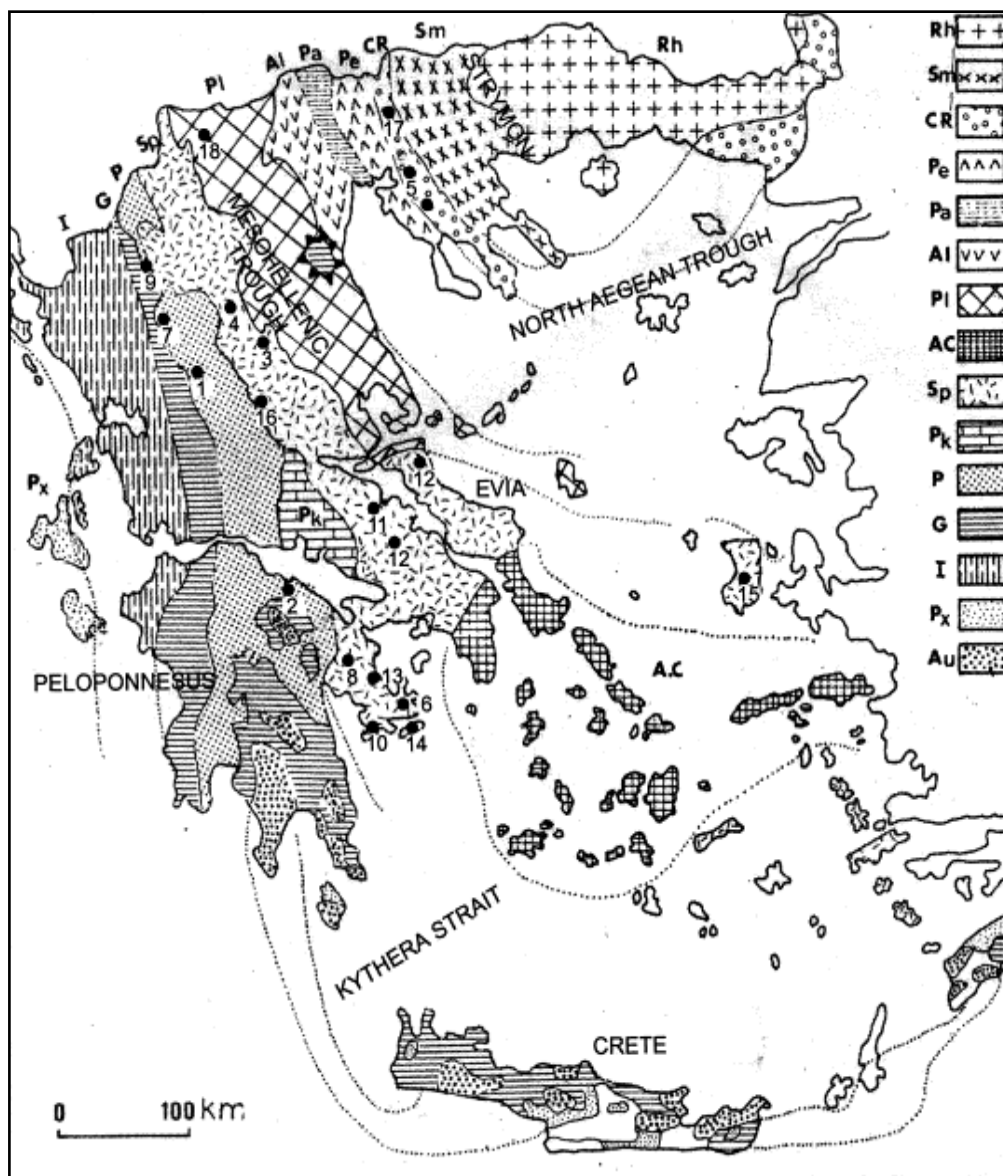 Sm
CR
Pe
Pa
Al
Pl
Rh
STRYMON
17
Sp
18
P
G
I
5
MESOHELLENIC
TROUGH
9
NORTH AEGEAN TROUGH
7
4
3
1
6
12
EVIA
Px
Pk
11
12
15
2
PELOPONNESUS
8
13
A.C
6
10
14
KYTHERA STRAIT
CRETE
0
100 km
Rh
Sm
CR
Pe
Pa
Al
Pl
AC
Sp
Pk
P
G
I
Px
Au